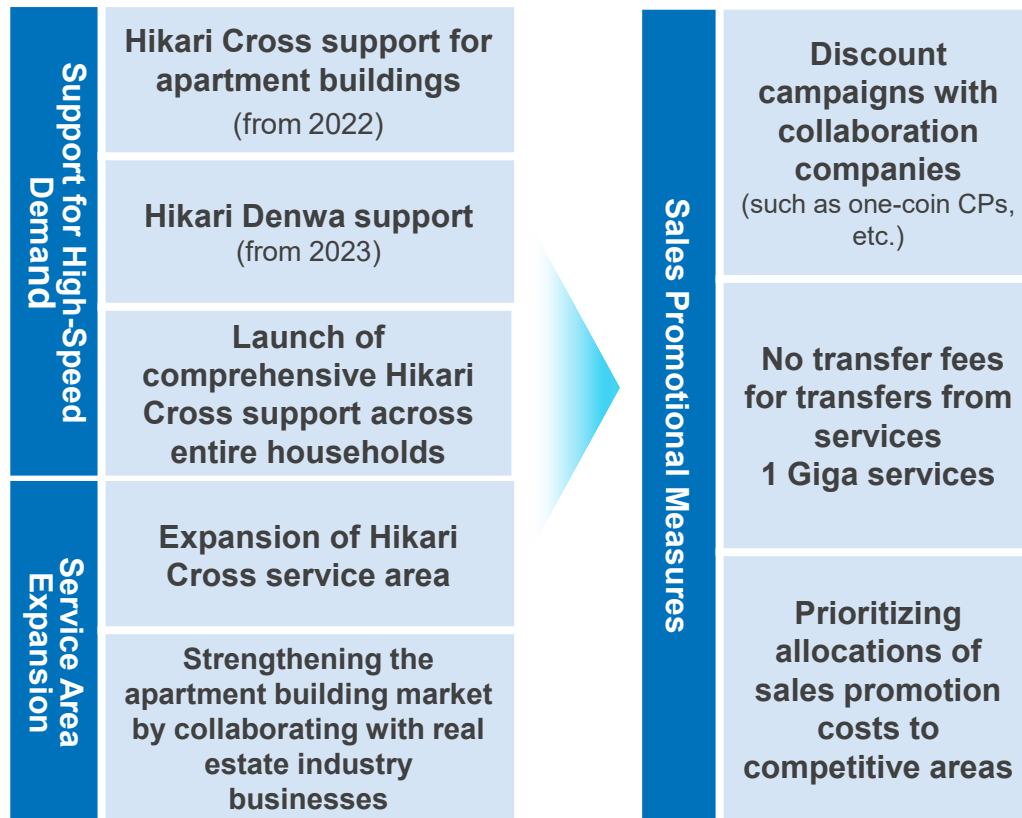 Support for High-Speed
Demand
Hikari Cross support for
apartment buildings
(from 2022)
Hikari Denwa support
(from 2023)
Launch of
comprehensive Hikari
Cross support across
entire households
Service Area
Expansion
Expansion of Hikari
Cross service area
Strengthening the
apartment building market
by collaborating with real
estate industry
businesses
Sales Promotional Measures
Discount
campaigns with
collaboration
companies
(such as one-coin CPs,
etc.)
No transfer fees
for transfers from
services
1 Giga services
Prioritizing
allocations of
sales promotion
costs to
competitive areas